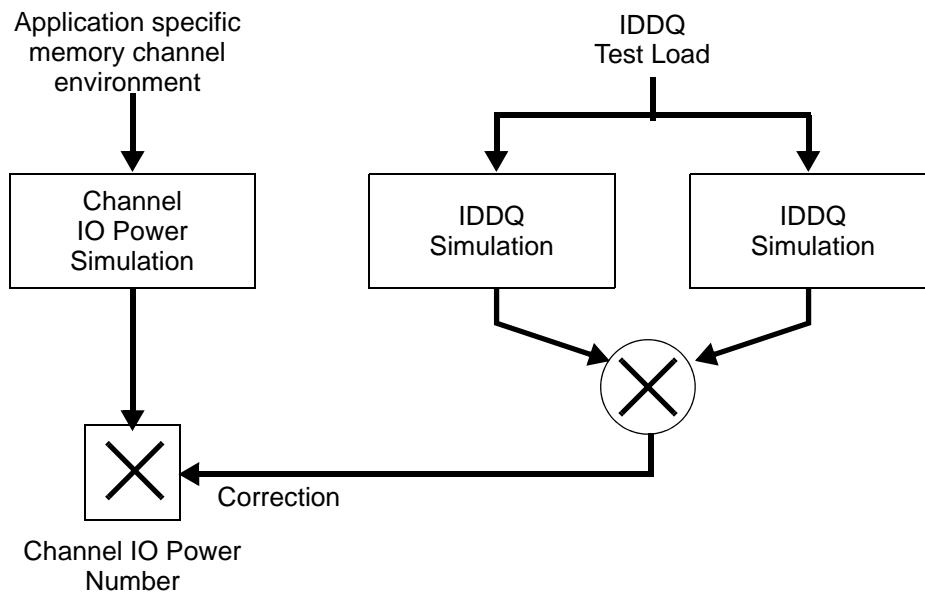 Application specific
memory channel
environment
IDDQ
Test Load
Channel
IO Power
Simulation
IDDQ
Simulation
IDDQ
Simulation
Correction
Channel IO Power
Number